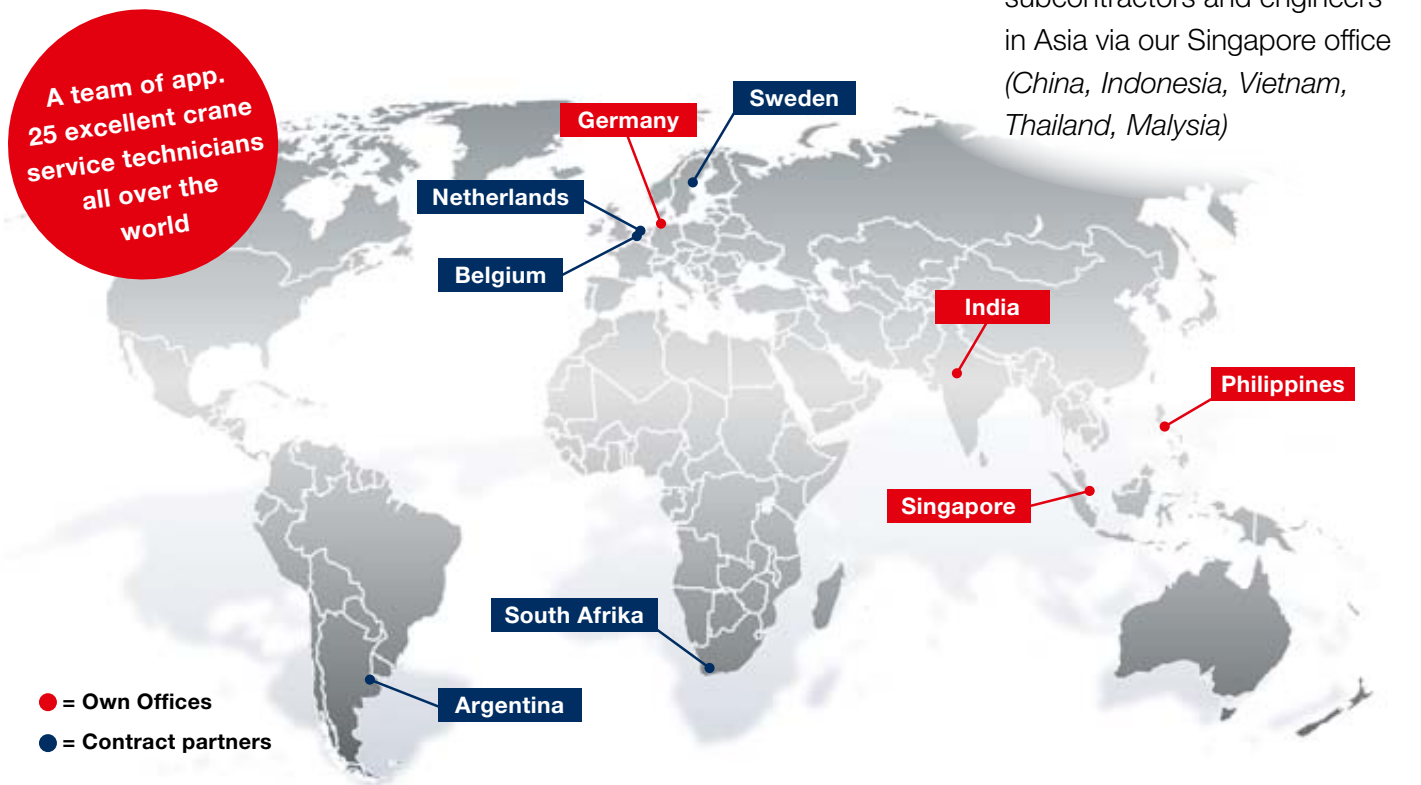 subcontractors and engineers
in Asia via our Singapore office
(China, Indonesia, Vietnam,
Thailand, Malysia)
A team of app.
25 excellent crane
service technicians
all over the
world
Sweden
Germany
Netherlands
Belgium
India
Philippines
Singapore
South Afrika
Argentina
= Own Offices
= Contract partners